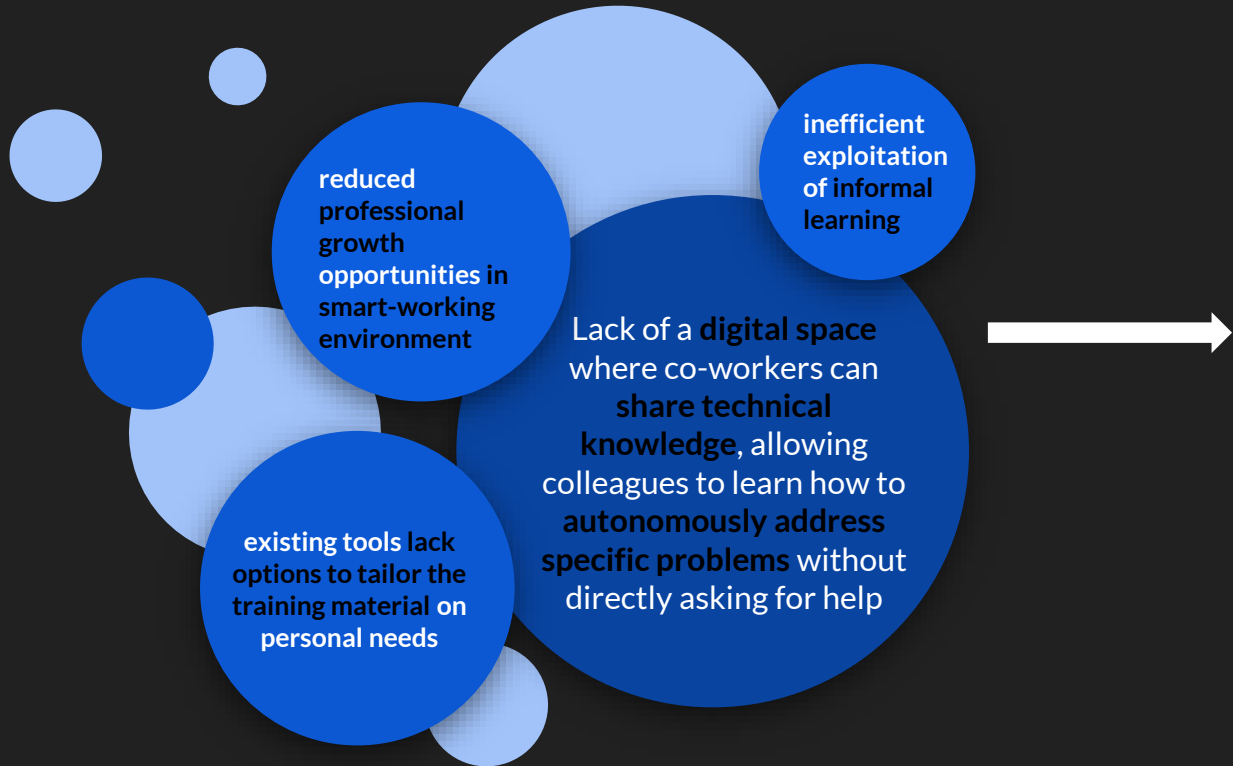 inefficient
exploitation
of informal
learning
reduced
professional
growth
opportunities in
smart-working
environment
Lack of a digital space
where co-workers can
share technical
knowledge, allowing
colleagues to learn how to
autonomously address
specific problems without
directly asking for help
existing tools lack
options to tailor the
training material on
personal needs